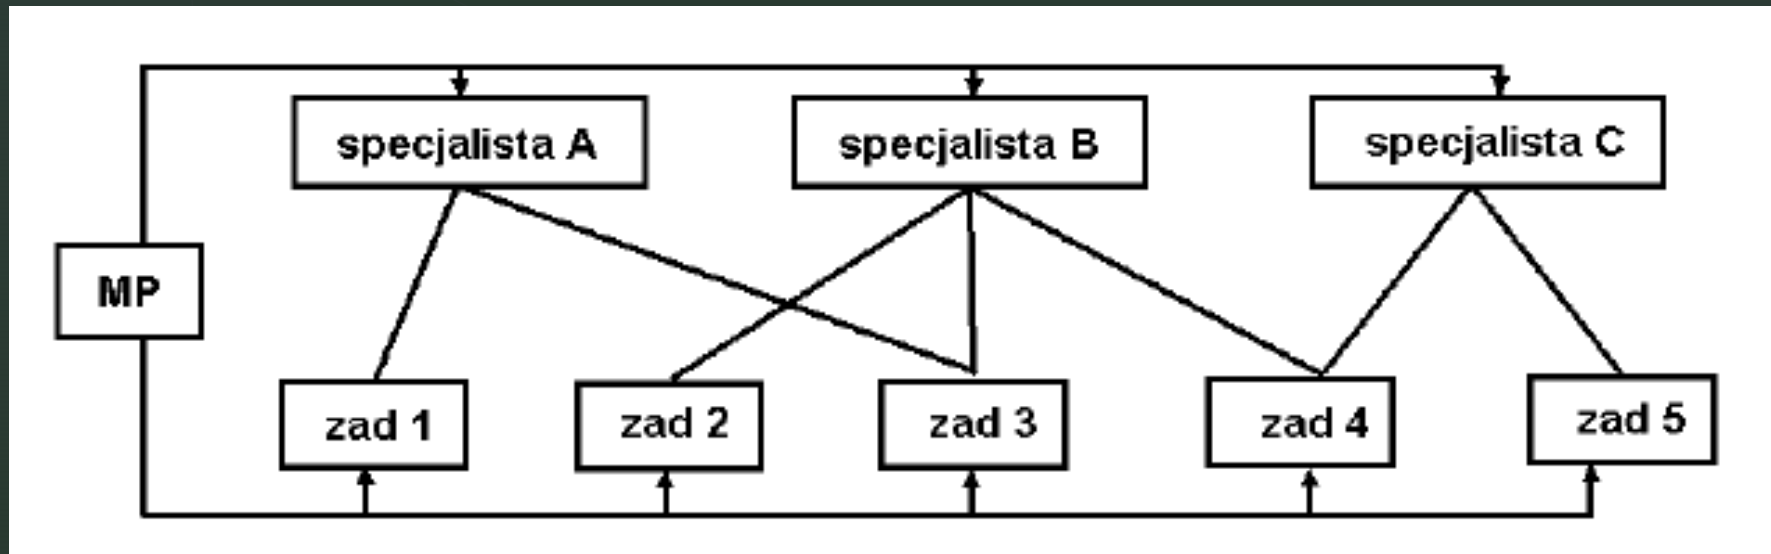 specjalista A
specjalista B
specjalista C
MP
zad 1
zad 2
zad 3
zad 4
zad 5